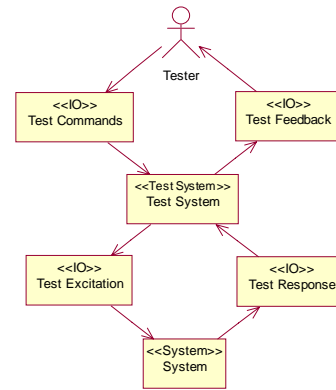 Tester
<<IO>>
Test Commands
<<IO>>
Test Feedback
<<Test System>>
Test System
<<IO>>
Test Excitation
<<IO>>
Test Response
<<System>>
System